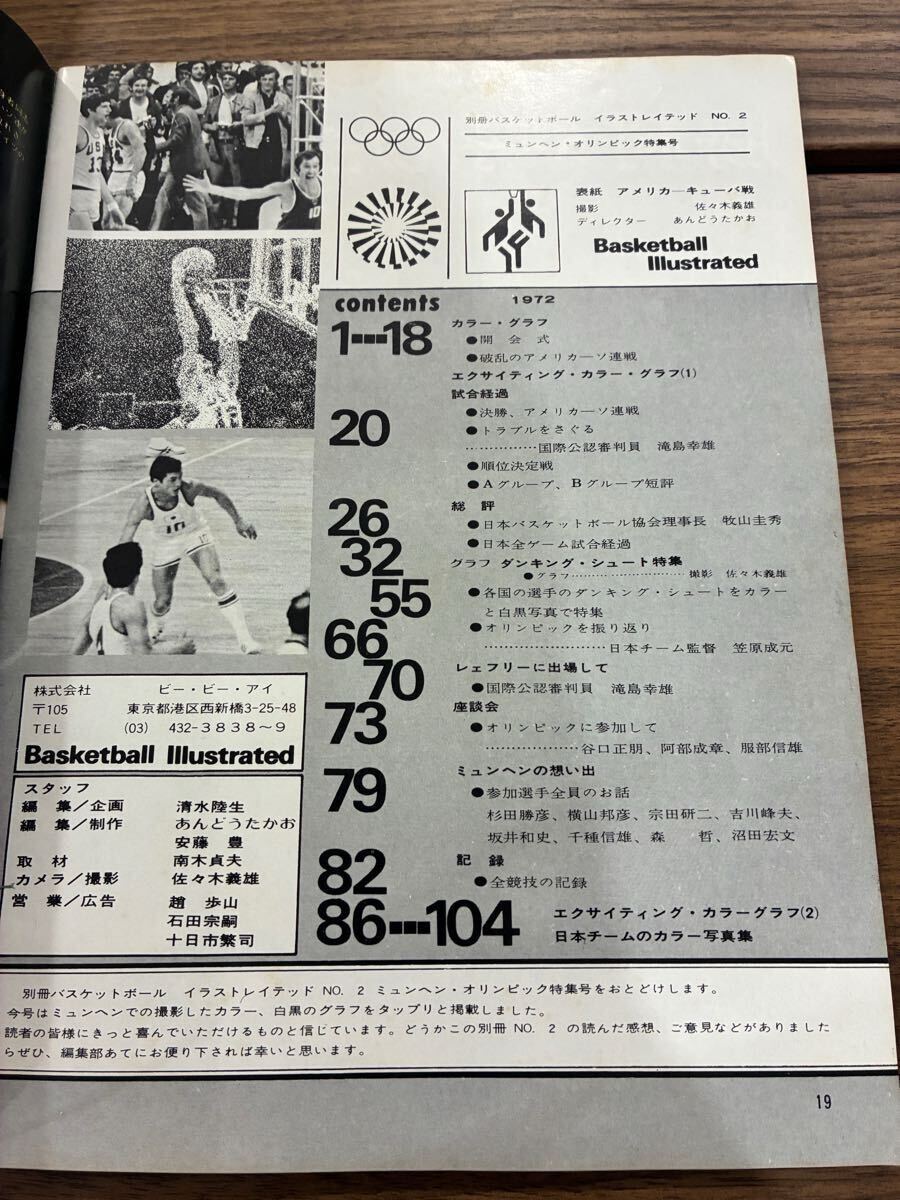 別冊バスケットボール イラストレイテッド NO. 2
ミュンヘン・オリンピック特集号
表紙 アメリカ—キューバ戦
撮影 佐々木義雄
ディレクター あんどうたかお
Basketball
Illustrated
contents 1972
1---18 カラー・グラフ
●開会式
●破乱のアメリカ—ソ連戦
エクサイティング・カラー・グラフ(1)
試合経過
20 ●決勝、アメリカ—ソ連戦
●トラブルをさぐる
……………国際公認審判員 滝島幸雄
●順位決定戦
●Aグループ、Bグループ短評
26 総評
●日本バスケットボール協会理事長 牧山圭秀
32 ●日本全ゲーム試合経過
55 グラフ ダンキング・シュート特集
●グラフ……………………撮影 佐々木義雄
●各国の選手のダンキング・シュートをカラー
と白黒写真で特集
66 ●オリンピックを振り返り
……………………日本チーム監督 笠原成元
70 レェフリーに出場して
●国際公認審判員 滝島幸雄
73 座談会
●オリンピックに参加して
……………谷口正朋、阿部成章、服部信雄
79 ミュンヘンの想い出
●参加選手全員のお話
杉田勝彦、横山邦彦、宗田研二、吉川峰夫、
坂井和史、千種信雄、森 哲、沼田宏文
82 記録
●全競技の記録
86---104 エクサイティング・カラーグラフ(2)
日本チームのカラー写真集
株式会社 ビー・ビー・アイ
〒105 東京都港区西新橋3-25-48
TEL (03) 432-3838〜9
Basketball Illustrated
スタッフ
編集/企画 清水陸生
編集/制作 あんどうたかお
安藤 豊
取材 南木貞夫
カメラ/撮影 佐々木義雄
営業/広告 趙 歩山
石田宗嗣
十日市繁司
別冊バスケットボール イラストレイテッド NO. 2 ミュンヘン・オリンピック特集号をおとどけします。
今号はミュンヘンでの撮影したカラー、白黒のグラフをタップリと掲載しました。
読者の皆様にきっと喜んでいただけるものと信じています。どうかこの別冊 NO. 2 の読んだ感想、ご意見などがありました
らぜひ、編集部あてにお便り下されば幸いと思います。
19